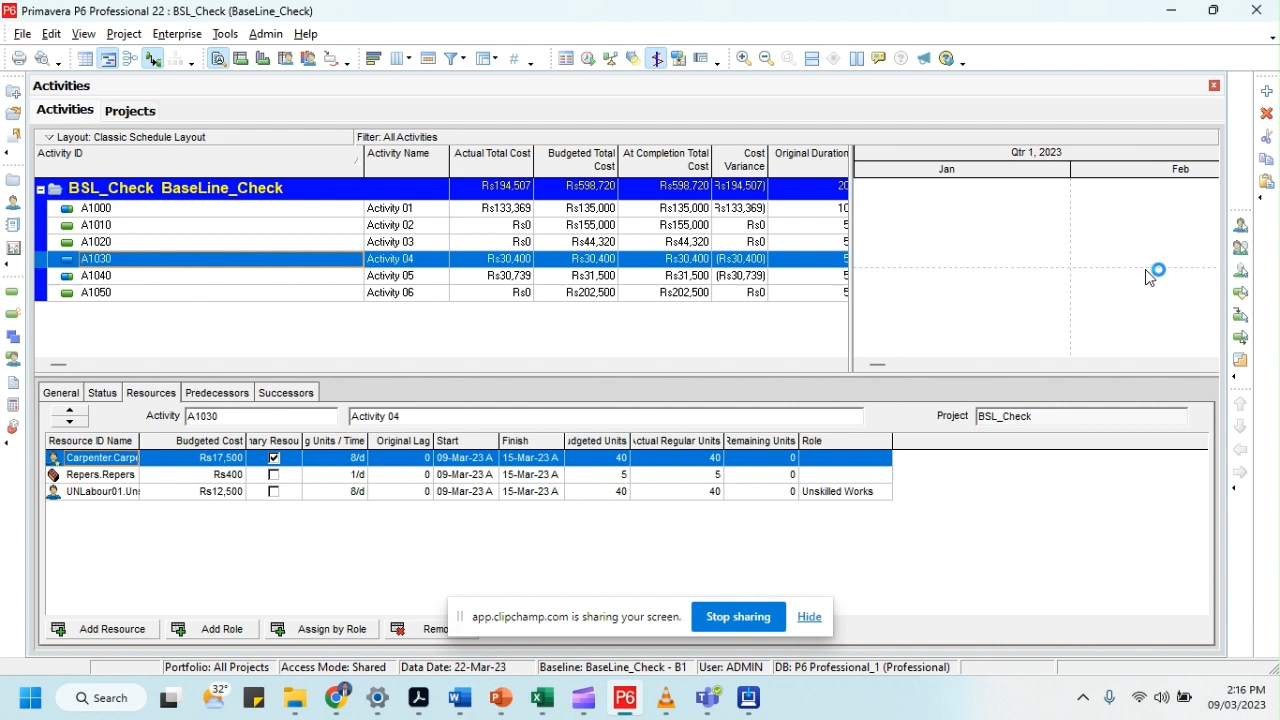 Primavera P6 Professional 22 : BSL_Check (BaseLine_Check)
File Edit View Project Enterprise Tools Admin Help
Activities
Activities Projects
Layout: Classic Schedule Layout Filter: All Activities
Activity ID Activity Name Actual Total Cost Budgeted Total Cost At Completion Total Cost Cost Variance Original Duration Qtr 1, 2023
Jan Feb
BSL_Check BaseLine_Check Rs194,507 Rs598,720 Rs598,720 Rs194,507) 20
A1000 Activity 01 Rs133,369 Rs135,000 Rs135,000 Rs133,369) 10
A1010 Activity 02 Rs0 Rs155,000 Rs155,000 Rs0 5
A1020 Activity 03 Rs0 Rs44,320 Rs44,320 Rs0 5
A1030 Activity 04 Rs30,400 Rs30,400 Rs30,400 (Rs30,400) 5
A1040 Activity 05 Rs30,739 Rs31,500 Rs31,500 (Rs30,739) 5
A1050 Activity 06 Rs0 Rs202,500 Rs202,500 Rs0 5
General Status Resources Predecessors Successors
Activity A1030 Activity 04 Project BSL_Check
Resource ID Name Budgeted Cost Units / Time Original Lag Start Finish Units Regular Units Units Role
Carpenter.Carpe Rs17,500 8/d 0 09-Mar-23 A 15-Mar-23 A 40 40 0
Repers.Repers Rs400 1/d 0 09-Mar-23 A 15-Mar-23 A 5 5 0
UNLabour01.Un Rs12,500 8/d 0 09-Mar-23 A 15-Mar-23 A 40 40 0 Unskilled Works
app.clipchamp.com is sharing your screen. Stop sharing Hide
Add Resource Add Role Assign by Role Remo
Portfolio: All Projects Access Mode: Shared Data Date: 22-Mar-23 Baseline: BaseLine_Check - B1 User: ADMIN DB: P6 Professional_1 (Professional)
Search 32° P6 2:16 PM
09/03/2023